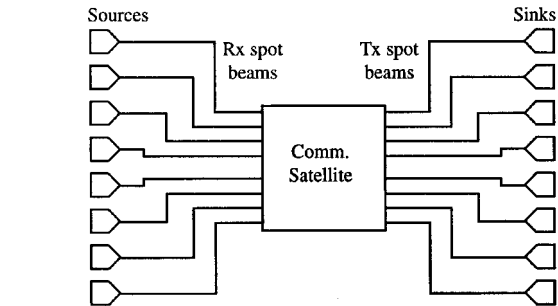 Sources
Sinks
Rx spot
beams
Tx spot
beams
Comm.
Satellite